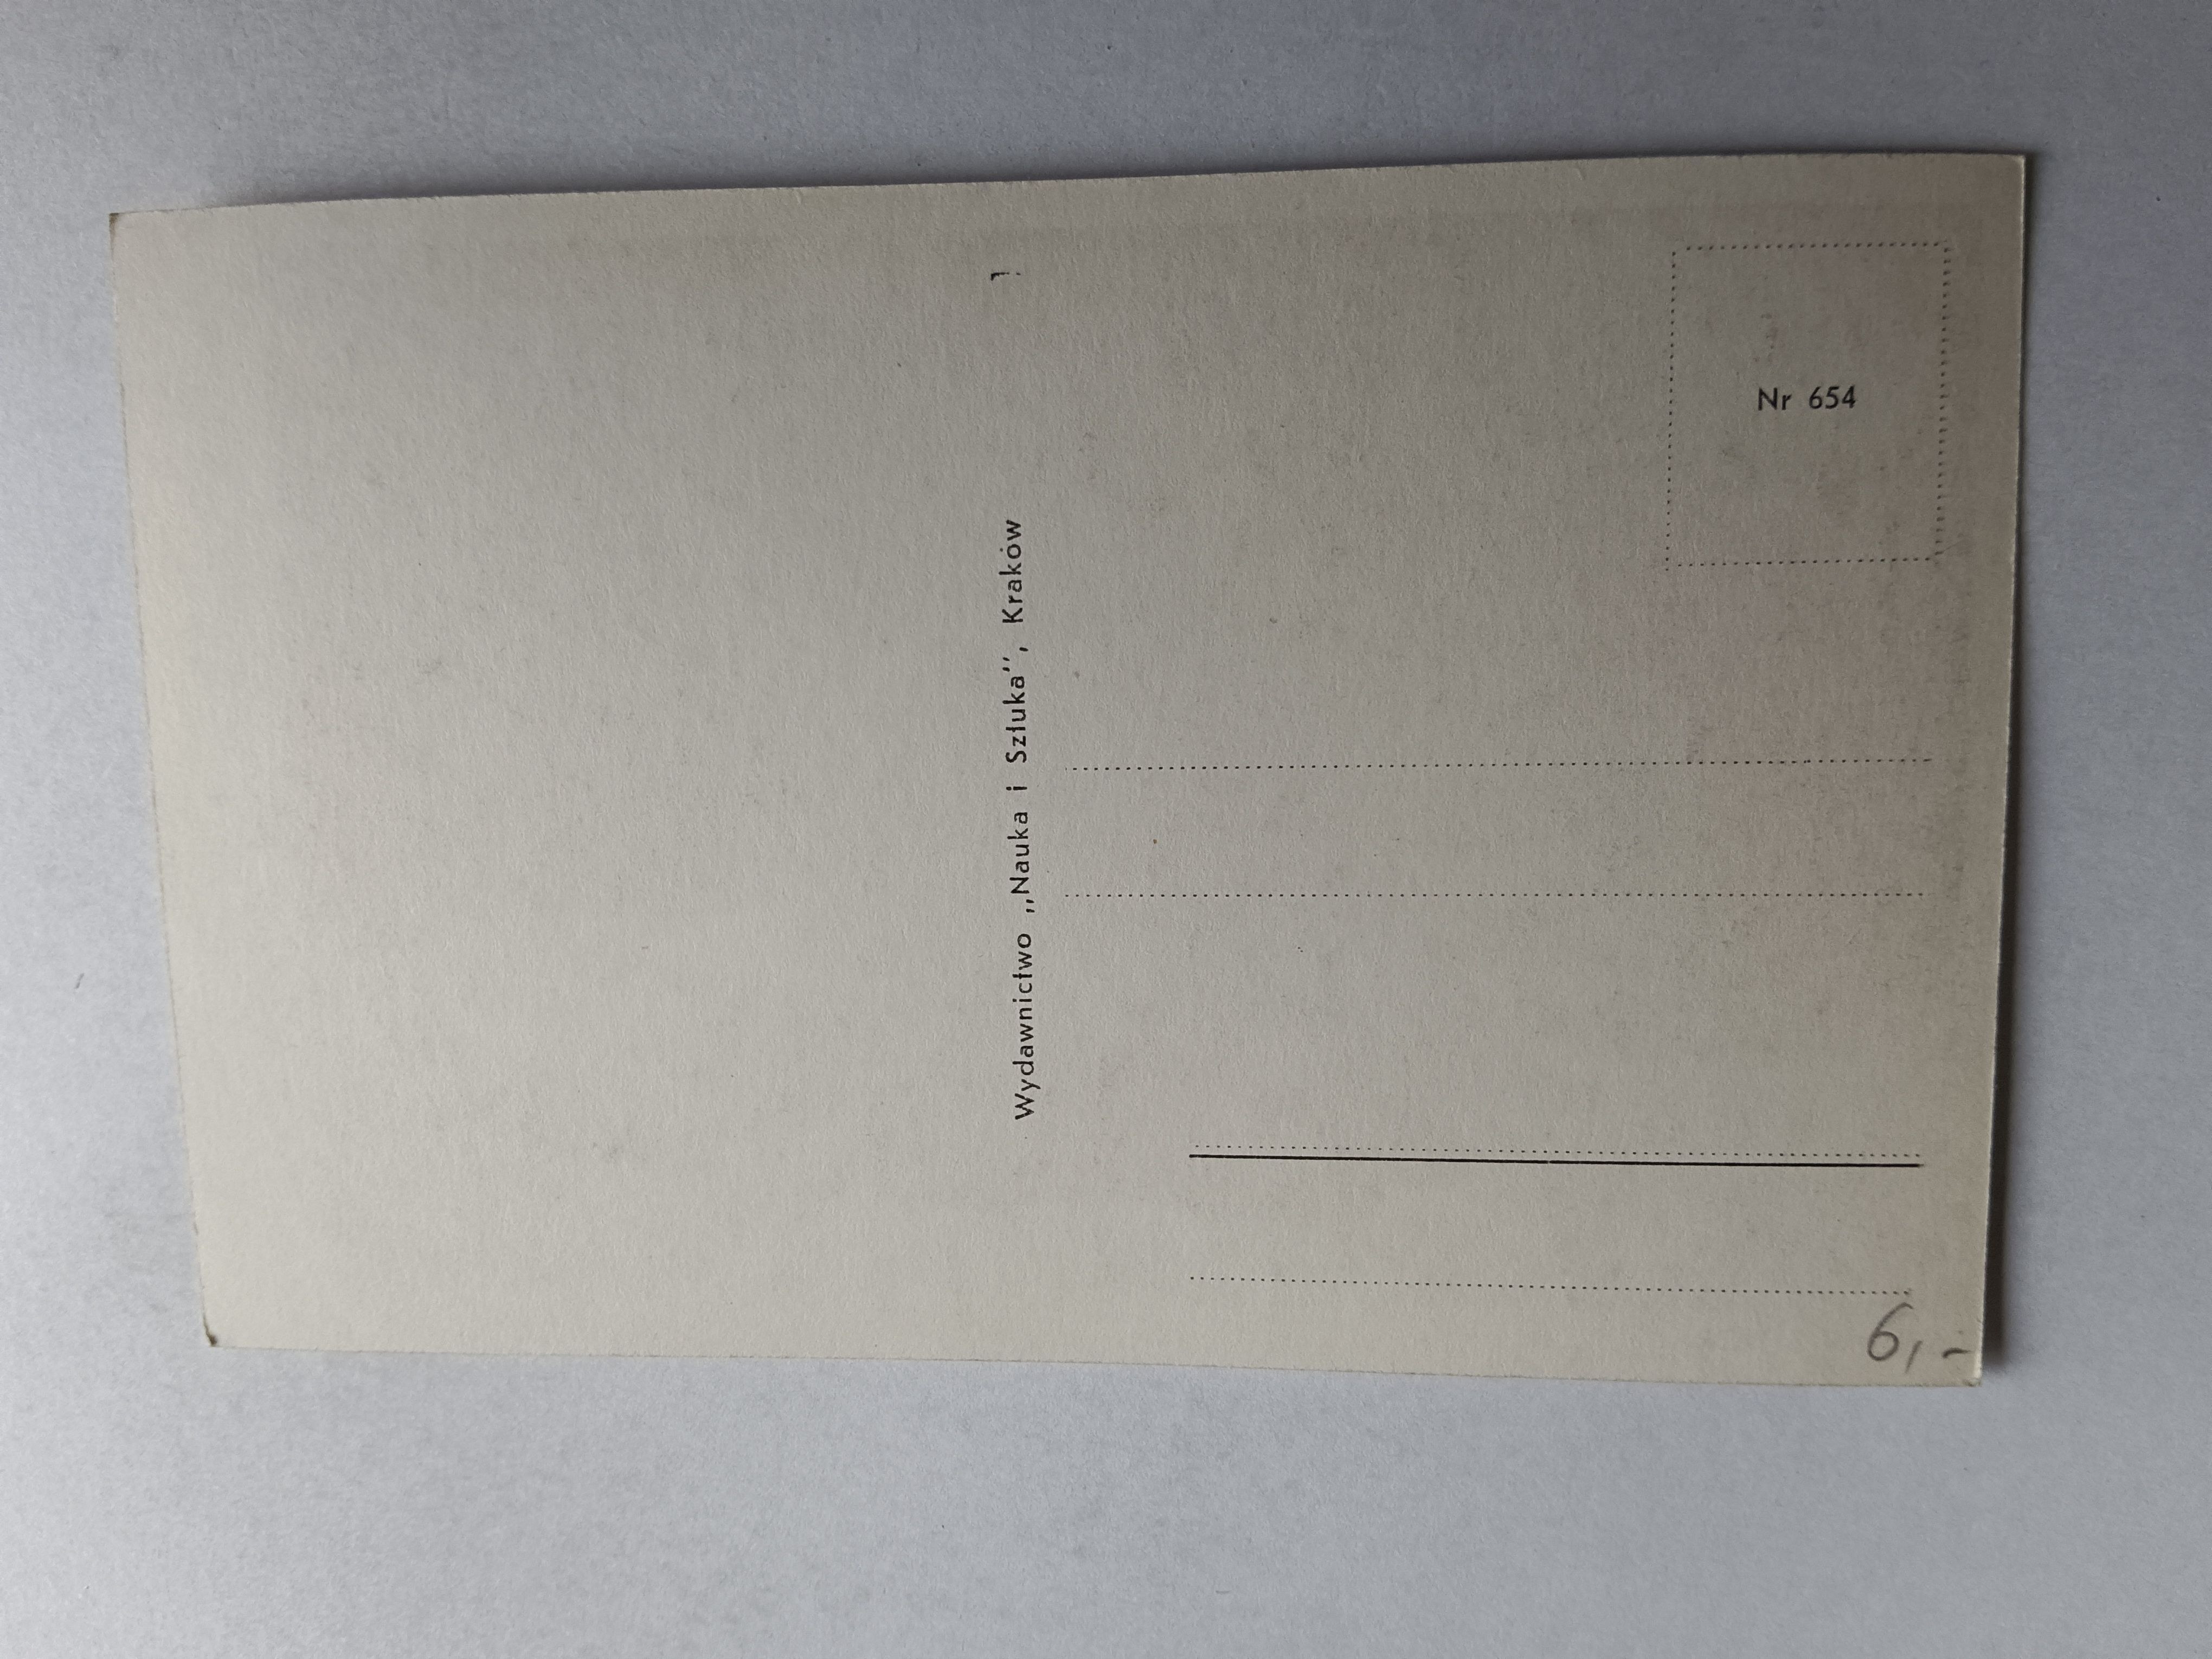 Nr 654
Wydawnictwo ,,Nauka i Sztuka'', Kraków
6,-